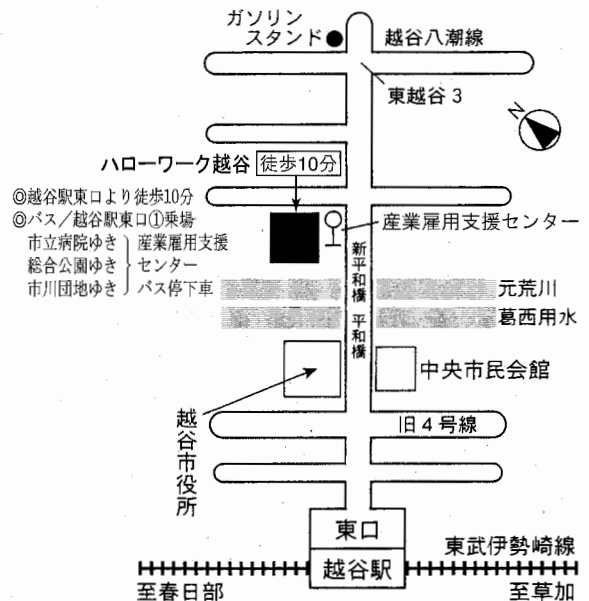 ガソリン
スタンド
越谷八潮線
東越谷3
N
ハローワーク越谷 徒歩10分
◎越谷駅東口より徒歩10分
◎バス／越谷駅東口①乗場
市立病院ゆき
総合公園ゆき
市川団地ゆき
産業雇用支援
センター
バス停下車
産業雇用支援センター
新平和橋
平和橋
元荒川
葛西用水
中央市民会館
越谷市役所
旧4号線
東口
越谷駅
東武伊勢崎線
至春日部
至草加